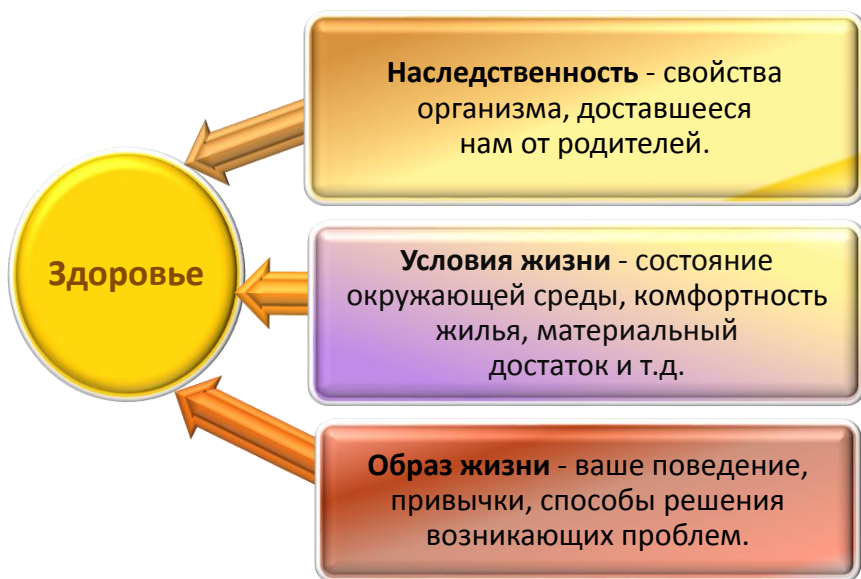 Здоровье
Наследственность - свойства
организма, доставшееся
нам от родителей.
Условия жизни - состояние
окружающей среды, комфортность
жилья, материальный
достаток и т.д.
Образ жизни - ваше поведение,
привычки, способы решения
возникающих проблем.